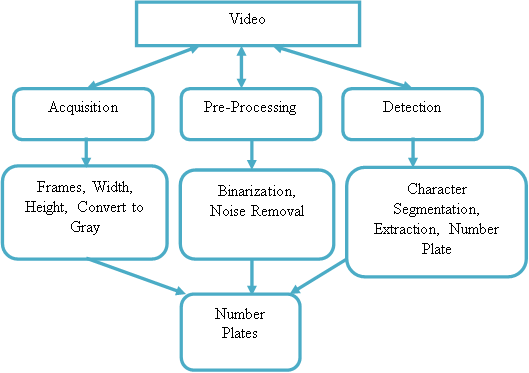 Video
Acquisition
Pre-Processing
Detection
Frames, Width,
Height, Convert to
Gray
Binarization,
Noise Removal
Character
Segmentation,
Extraction, Number
Plate
Number
Plates